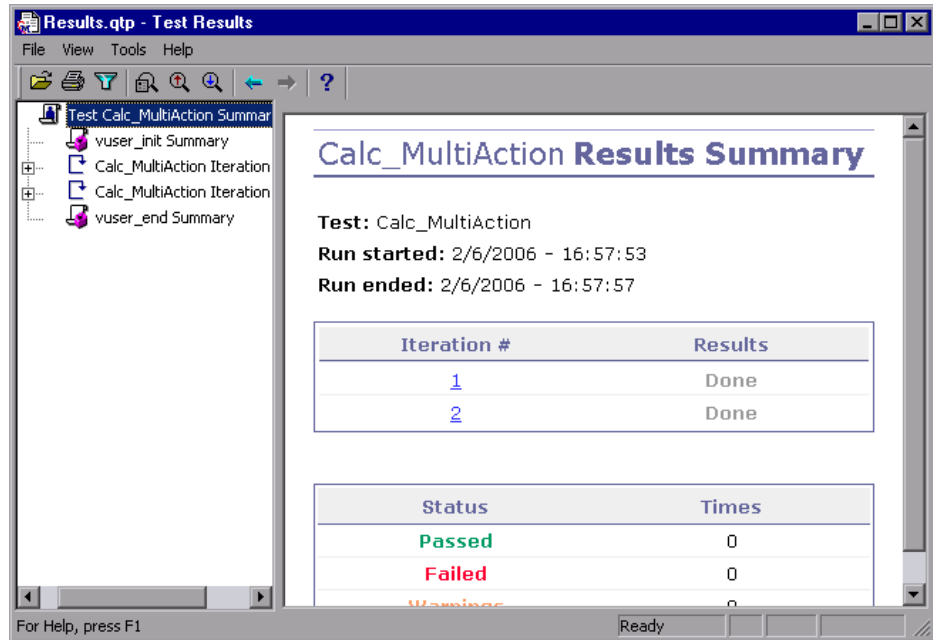 Results.qtp - Test Results
File View Tools Help
?
Test Calc_MultiAction Summar
vuser_init Summary
Calc_MultiAction Iteration
Calc_MultiAction Iteration
vuser_end Summary
Calc_MultiAction Results Summary
Test: Calc_MultiAction
Run started: 2/6/2006 - 16:57:53
Run ended: 2/6/2006 - 16:57:57
Iteration # Results
1 Done
2 Done
Status Times
Passed 0
Failed 0
Warnings 0
For Help, press F1
Ready